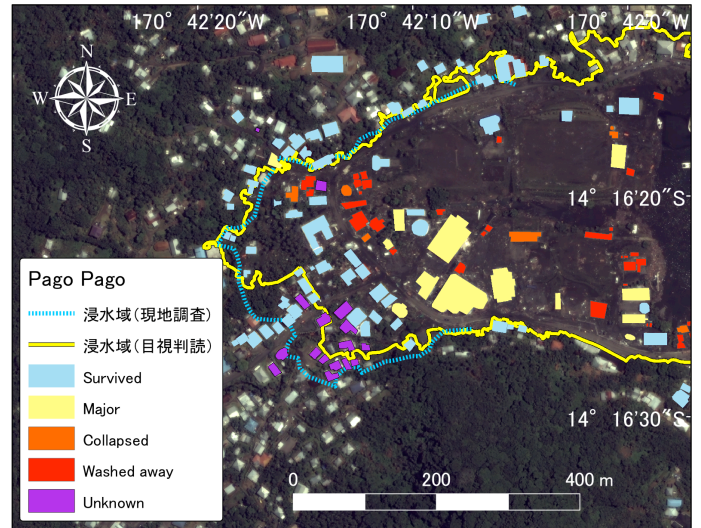 170° 42'20"W 170° 42'10"W 170° 42'0"W
N
W E
S
14° 16'20"S
Pago Pago
浸水域(現地調査)
浸水域(目視判読)
Survived
Major
Collapsed
Washed away
Unknown
14° 16'30"S
0 200 400 m